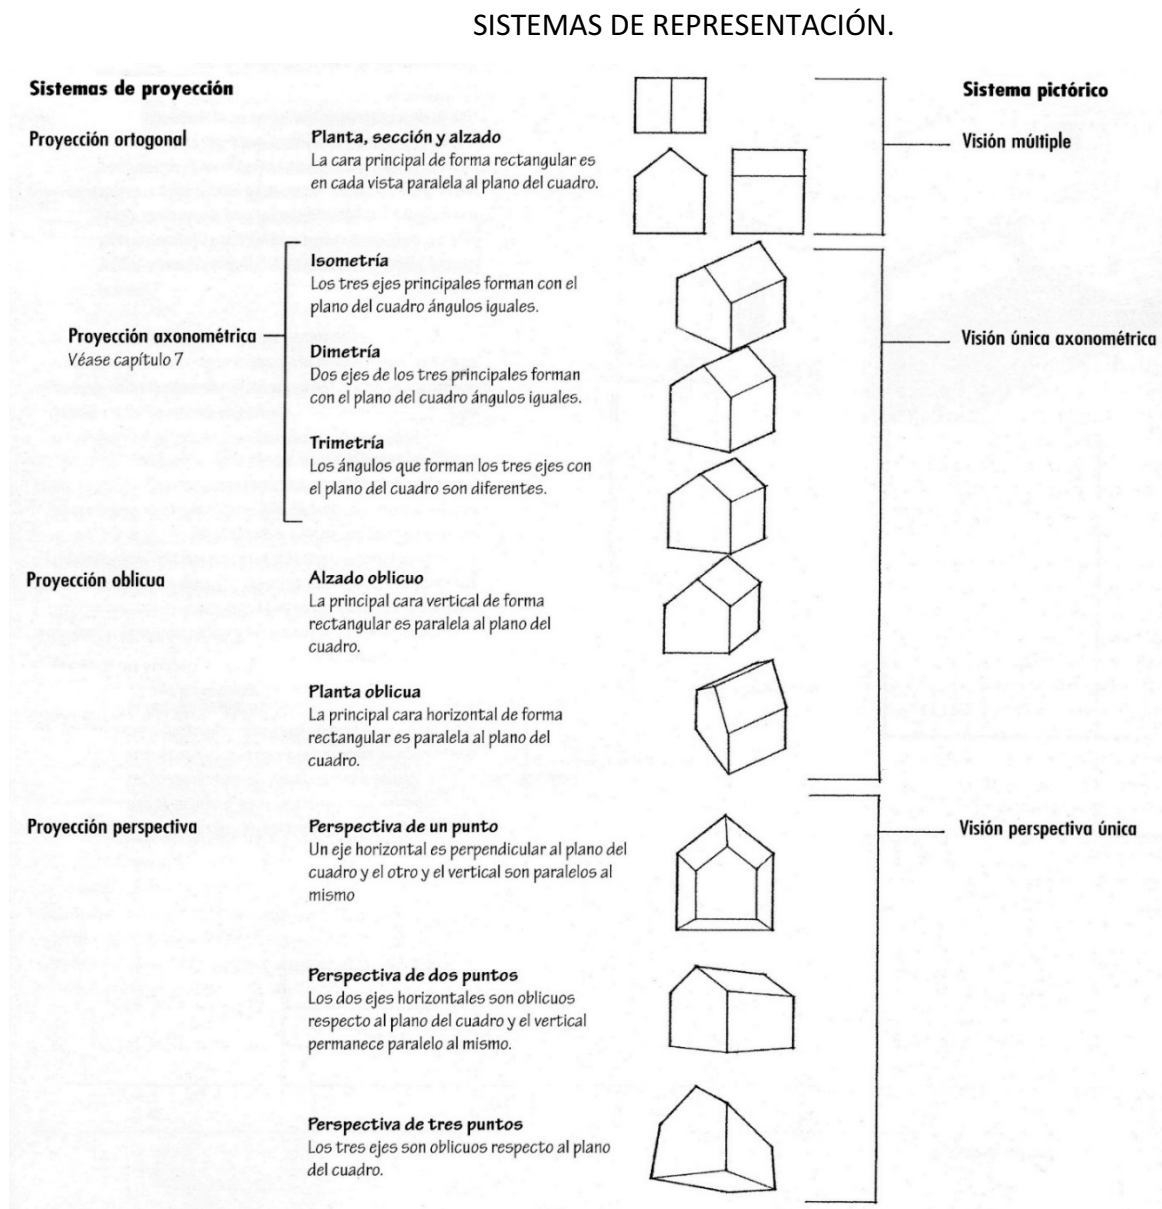 SISTEMAS DE REPRESENTACIÓN.
Sistemas de proyección
Sistema pictórico
Proyección ortogonal
Planta, sección y alzado
La cara principal de forma rectangular es
en cada vista paralela al plano del cuadro.
Visión múltiple
Isometría
Los tres ejes principales forman con el
plano del cuadro ángulos iguales.
Proyección axonométrica
Véase capítulo 7
Visión única axonométrica
Dimetría
Dos ejes de los tres principales forman
con el plano del cuadro ángulos iguales.
Trimetría
Los ángulos que forman los tres ejes con
el plano del cuadro son diferentes.
Proyección oblicua
Alzado oblicuo
La principal cara vertical de forma
rectangular es paralela al plano del
cuadro.
Planta oblicua
La principal cara horizontal de forma
rectangular es paralela al plano del
cuadro.
Proyección perspectiva
Perspectiva de un punto
Un eje horizontal es perpendicular al plano del
cuadro y el otro y el vertical son paralelos al
mismo
Visión perspectiva única
Perspectiva de dos puntos
Los dos ejes horizontales son oblicuos
respecto al plano del cuadro y el vertical
permanece paralelo al mismo.
Perspectiva de tres puntos
Los tres ejes son oblicuos respecto al plano
del cuadro.